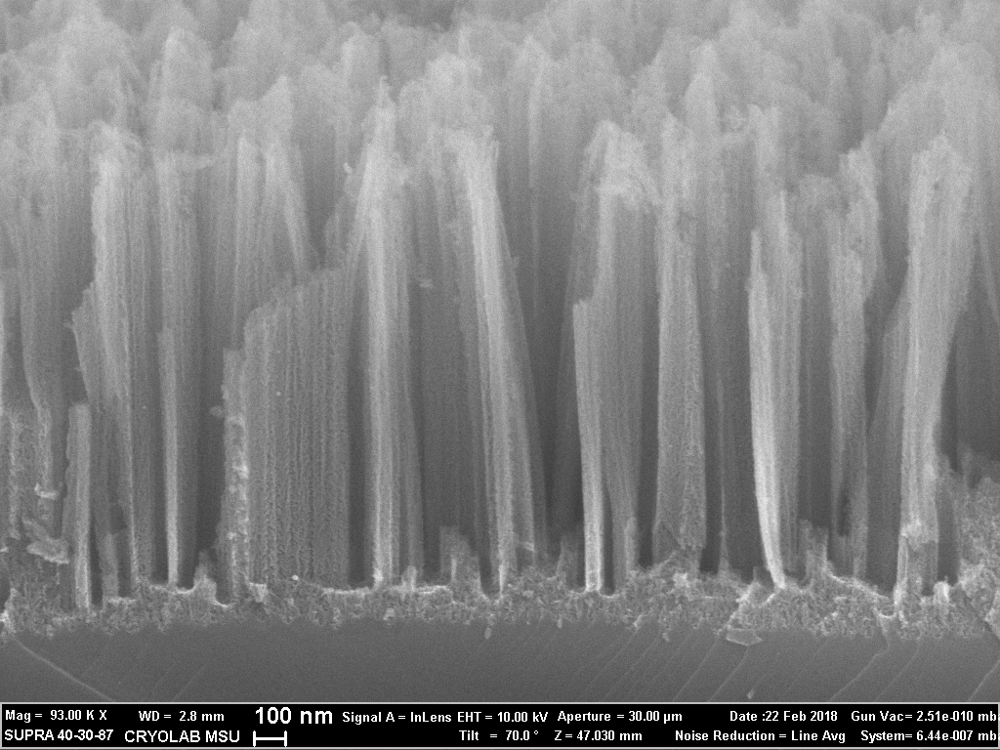 Mag = 93.00 K X WD = 2.8 mm 100 nm Signal A = InLens EHT = 10.00 kV Aperture = 30.00 µm Date :22 Feb 2018 Gun Vac= 2.51e-010 mb
SUPRA 40-30-87 CRYOLAB MSU Tilt = 70.0 ° Z = 47.030 mm Noise Reduction = Line Avg System= 6.44e-007 mb